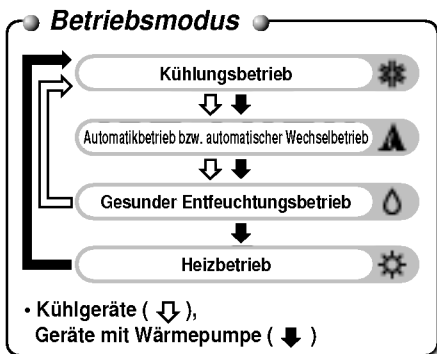 Betriebsmodus
Kühlungsbetrieb
Automatikbetrieb bzw. automatischer Wechselbetrieb
Gesunder Entfeuchtungsbetrieb
Heizbetrieb
• Kühlgeräte ( ⇩ ),
Geräte mit Wärmepumpe ( 🡇 )